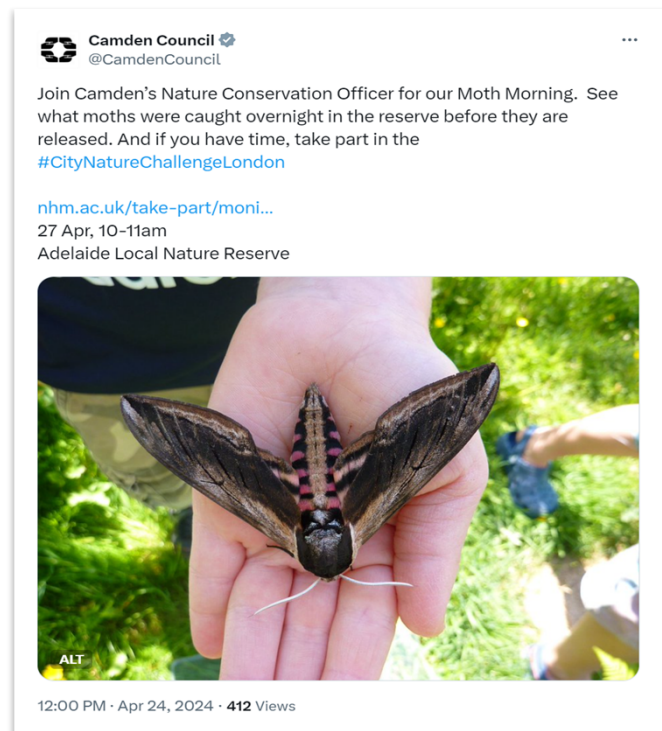 Camden Council
@CamdenCouncil
Join Camden’s Nature Conservation Officer for our Moth Morning.  See
what moths were caught overnight in the reserve before they are
released. And if you have time, take part in the
#CityNatureChallengeLondon
nhm.ac.uk/take-part/moni...
27 Apr, 10-11am
Adelaide Local Nature Reserve
ALT
12:00 PM · Apr 24, 2024 · 412 Views